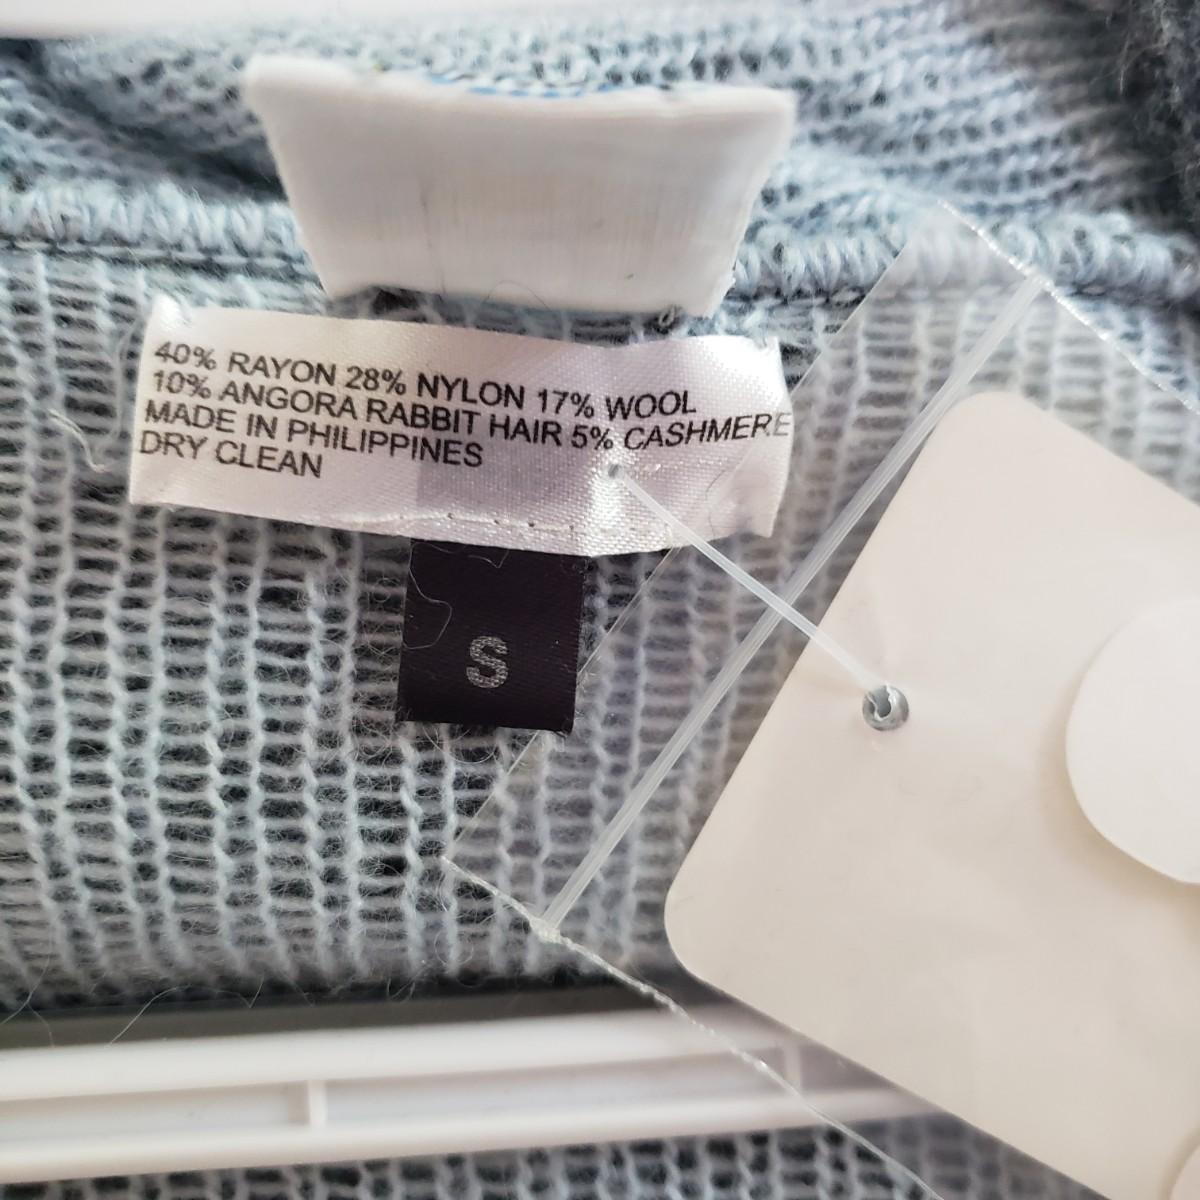 40% RAYON 28% NYLON 17% WOOL
10% ANGORA RABBIT HAIR 5% CASHMERE
MADE IN PHILIPPINES
DRY CLEAN
S